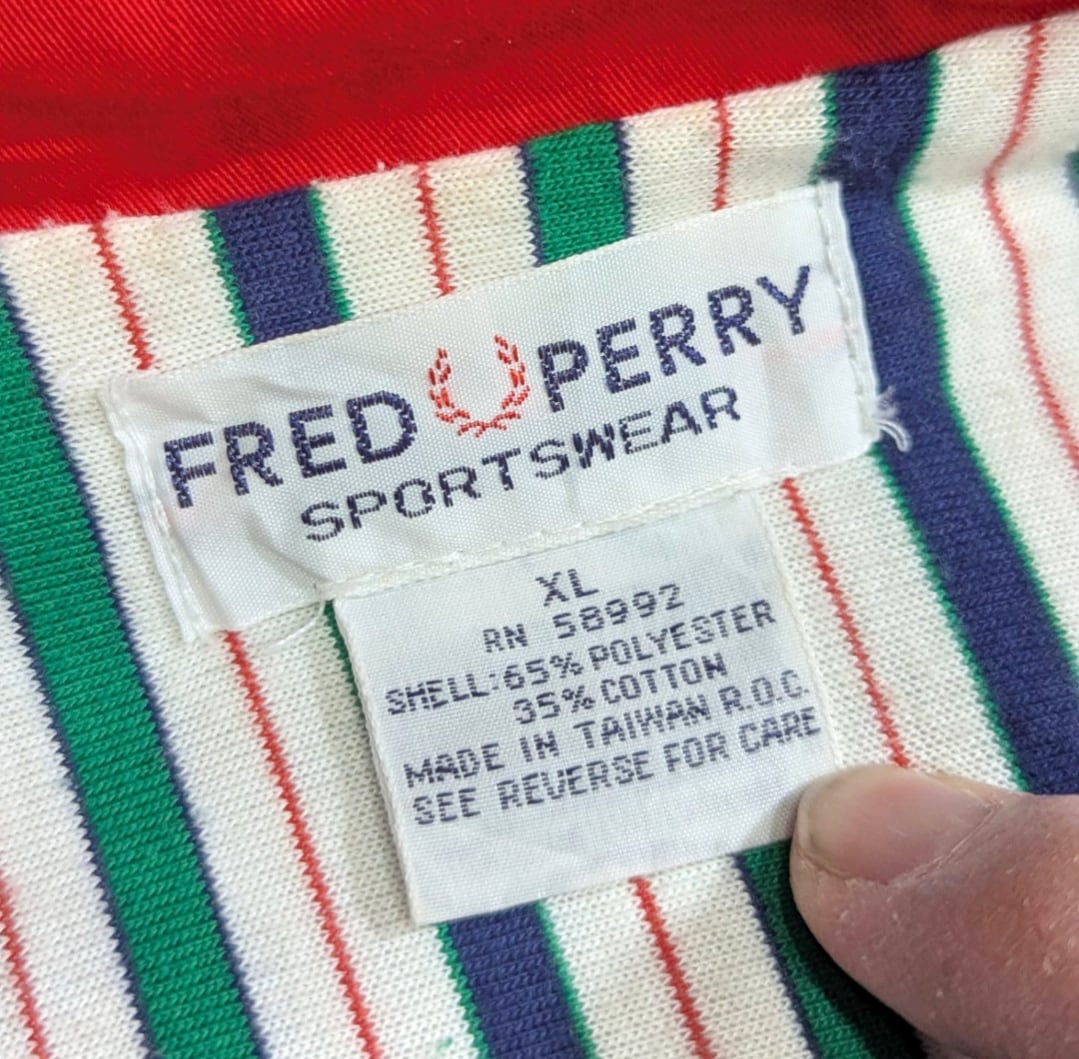 FRED PERRY
SPORTSWEAR
XL
RN 58992
SHELL:65% POLYESTER
35% COTTON
MADE IN TAIWAN R.O.C.
SEE REVERSE FOR CARE